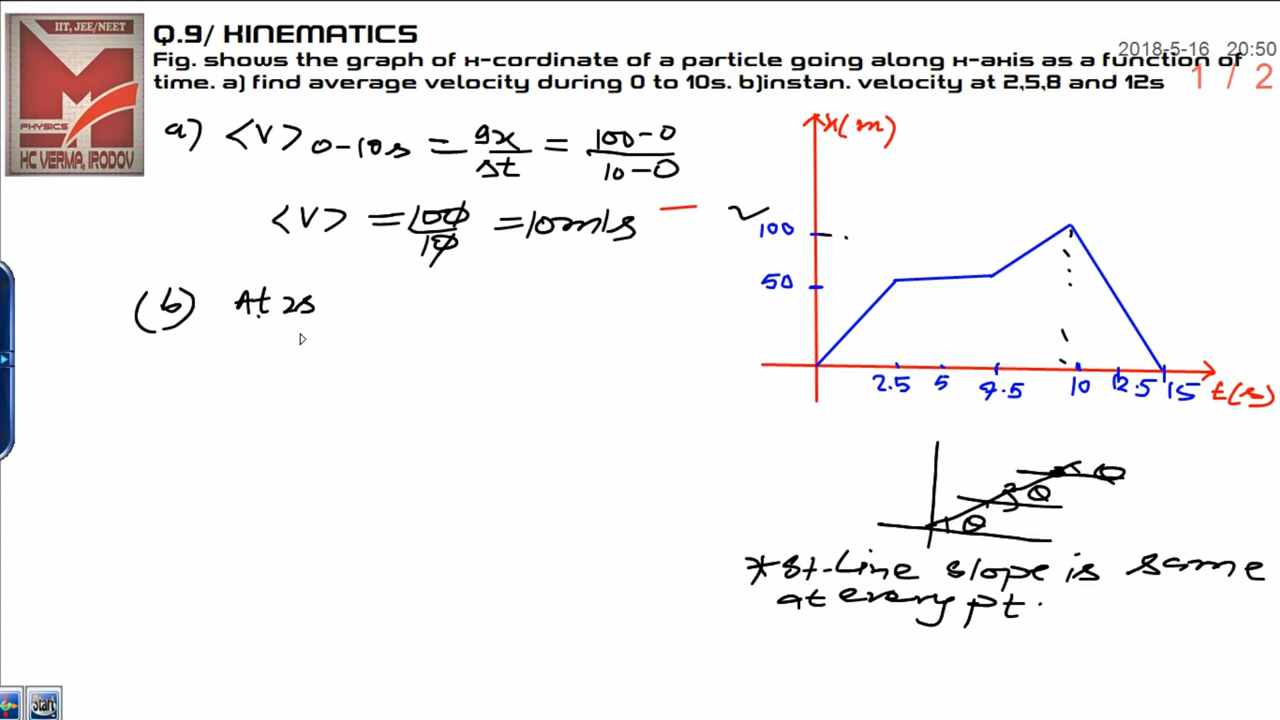 IIT, JEE/NEET
PHYSICS
HC VERMA, IRODOV
Q.9/ KINEMATICS
2018-5-16 20:50
Fig. shows the graph of x-cordinate of a particle going along x-axis as a function of
time. a) find average velocity during 0 to 10s. b)instan. velocity at 2,5,8 and 12s
1 / 2
a) <V> 0-10s = 9x/st = 100-0/10-0
<V> = 100/10 = 10m/s
(b) At 2s
x(m)
100
50
2.5 5 7.5 10 12.5 15 t(s)
θ θ θ
*St-Line slope is same
at every pt.
Start